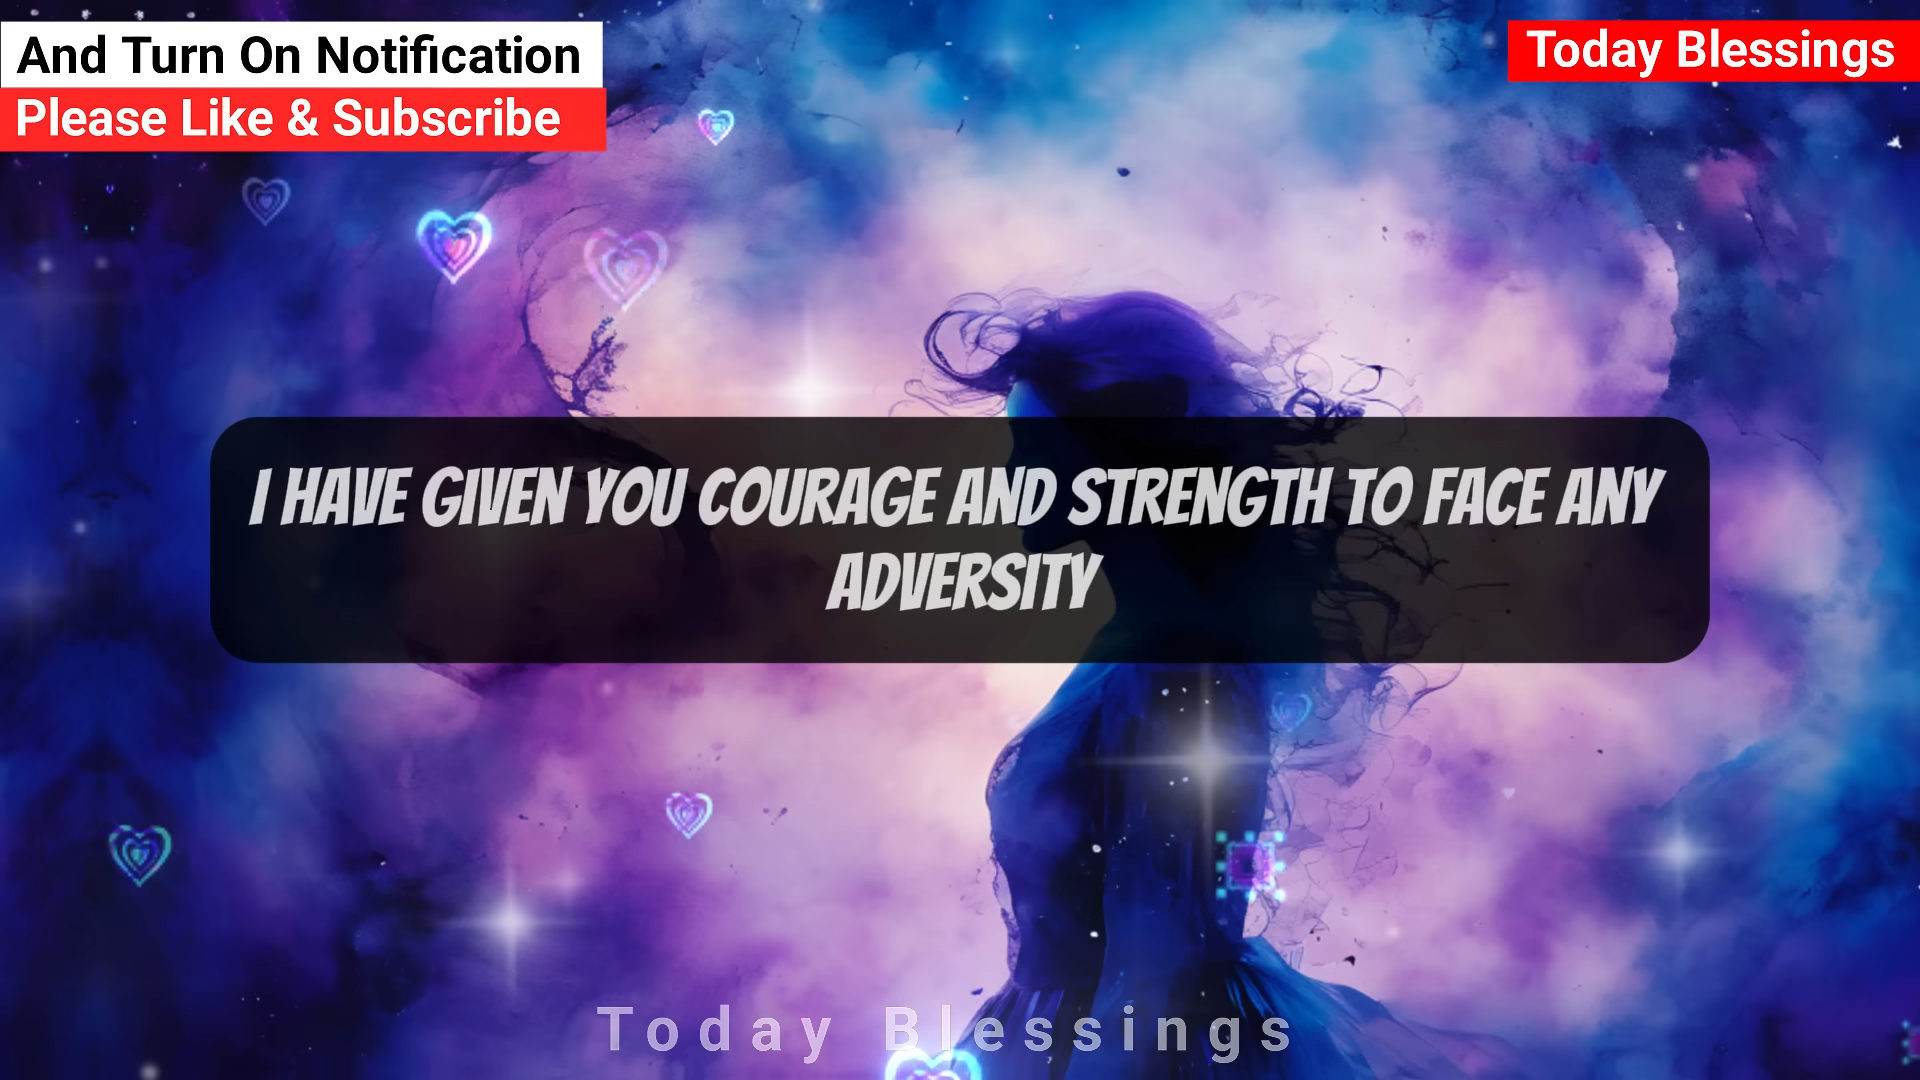 And Turn On Notification
Please Like & Subscribe
Today Blessings
I HAVE GIVEN YOU COURAGE AND STRENGTH TO FACE ANY
ADVERSITY
Today Blessings